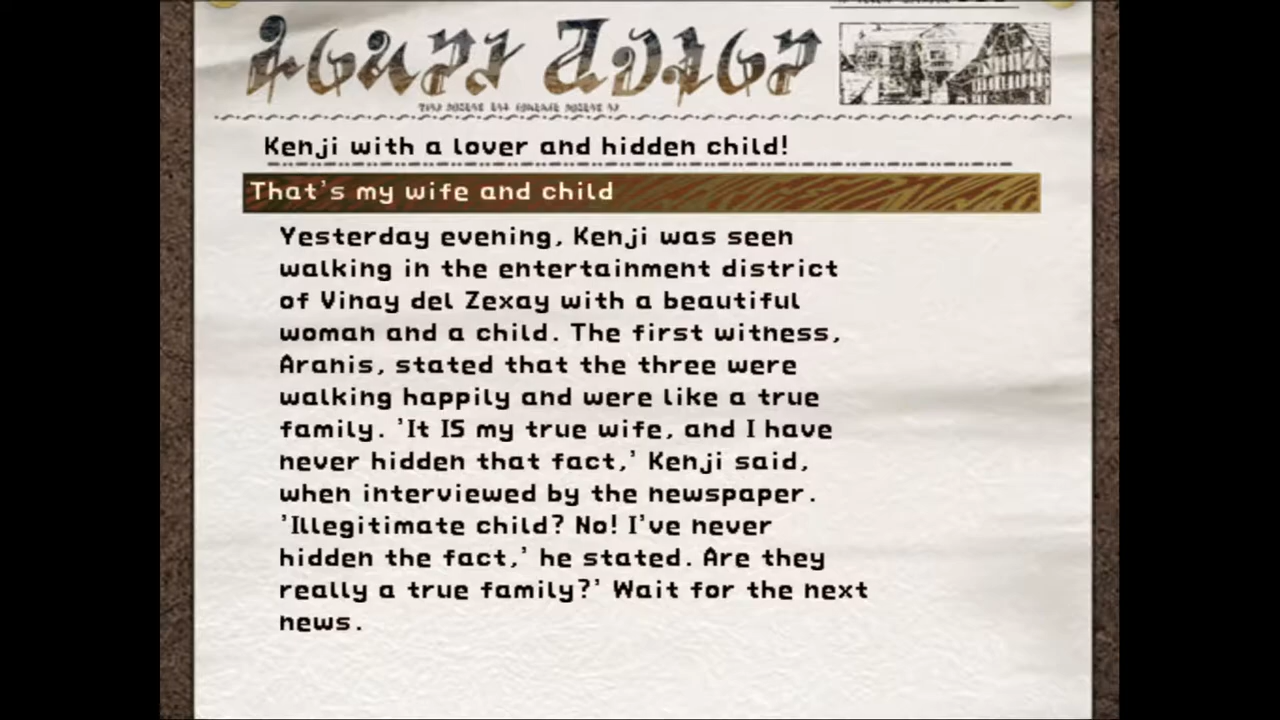 Kenji with a lover and hidden child!
That's my wife and child
Yesterday evening, Kenji was seen
walking in the entertainment district
of Vinay del Zexay with a beautiful
woman and a child. The first witness,
Aranis, stated that the three were
walking happily and were like a true
family. 'It IS my true wife, and I have
never hidden that fact,' Kenji said,
when interviewed by the newspaper.
'Illegitimate child? No! I've never
hidden the fact,' he stated. Are they
really a true family?' Wait for the next
news.